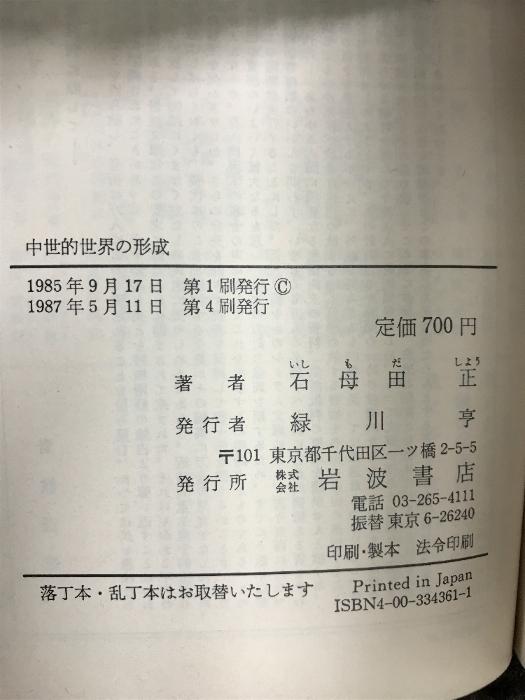 中世的世界の形成
1985年9月17日 第1刷発行©
1987年5月11日 第4刷発行
定価700円
いし も だ しよう
著者 石母田正
発行者 緑川亨
〒101 東京都千代田区一ツ橋2-5-5
発行所 株式会社 岩波書店
電話 03-265-4111
振替 東京6-26240
印刷・製本 法令印刷
落丁本・乱丁本はお取替いたします
Printed in Japan
ISBN4-00-334361-1